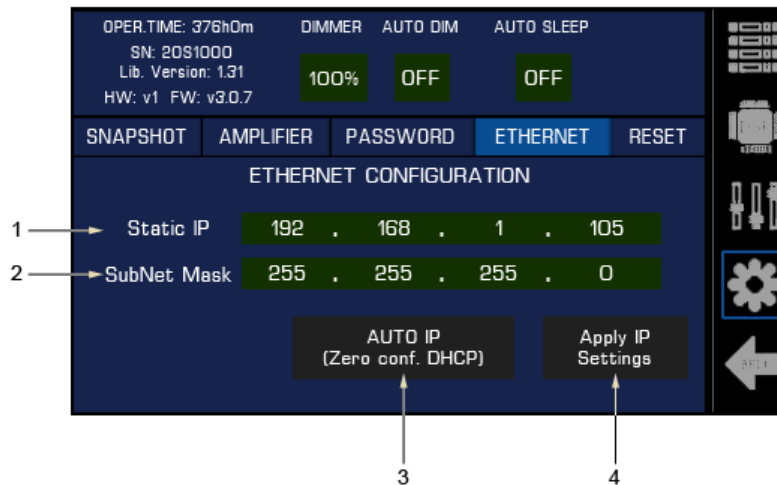 OPER.TIME: 376h0m
SN: 20S1000
Lib. Version: 1.31
HW: v1 FW: v3.0.7
DIMMER AUTO DIM AUTO SLEEP
100% OFF OFF
SNAPSHOT AMPLIFIER PASSWORD ETHERNET RESET
ETHERNET CONFIGURATION
1 Static IP 192 . 168 . 1 . 105
2 SubNet Mask 255 . 255 . 255 . 0
AUTO IP
(Zero conf. DHCP)
Apply IP
Settings
3 4